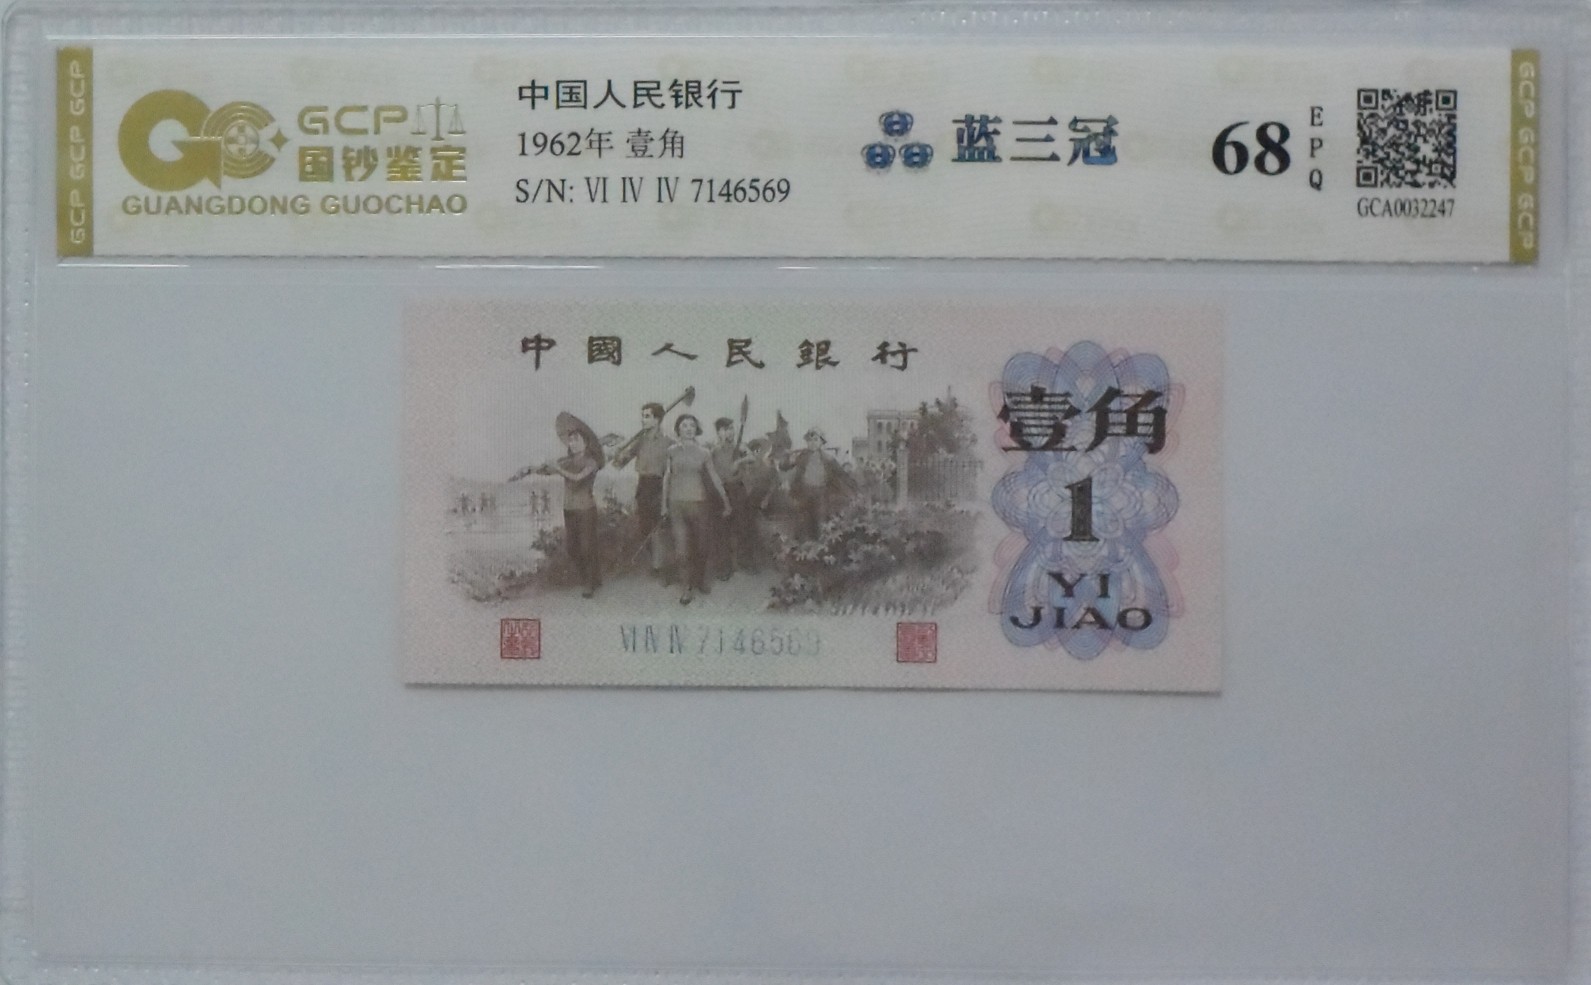 GCP GCP GCP
GCP
国钞鉴定
GUANGDONG GUOCHAO
中国人民银行
1962年 壹角
S/N: Ⅵ Ⅳ Ⅳ 7146569
蓝三冠
68
EPQ
GCA0032247
GCP GCP GCP
中國人民銀行
壹角
1
YI
JIAO
Ⅵ Ⅳ Ⅳ 7146569